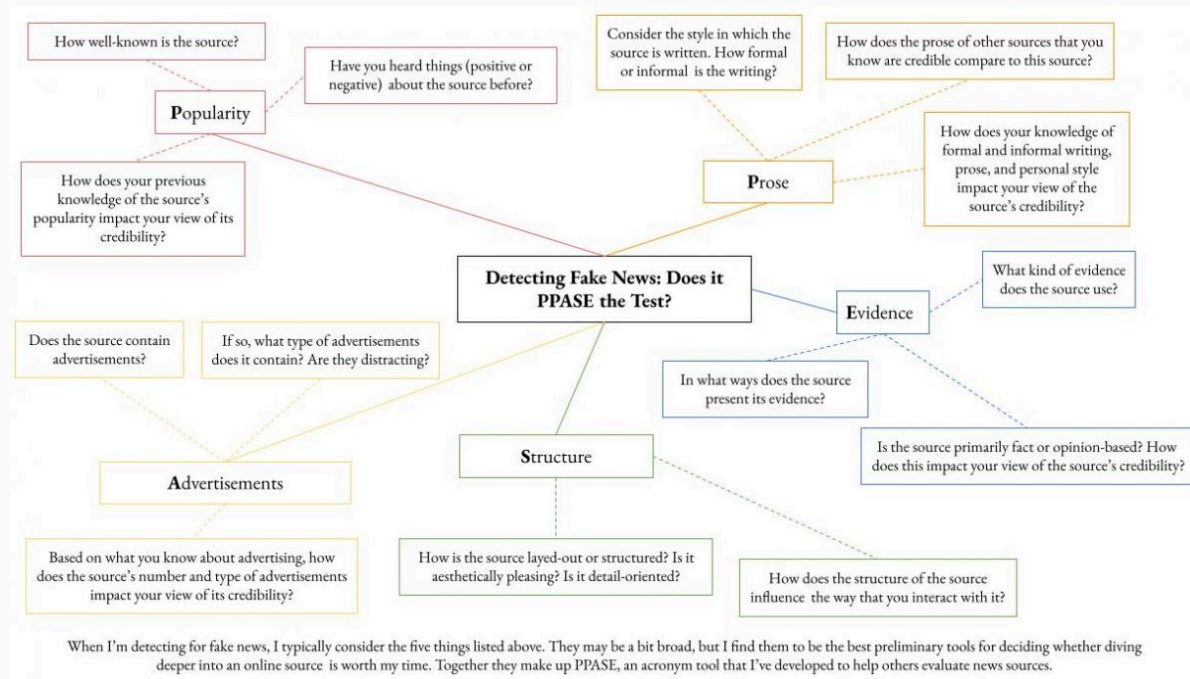 How well-known is the source?
Have you heard things (positive or
negative) about the source before?
Popularity
How does your previous
knowledge of the source's
popularity impact your view of its
credibility?
Consider the style in which the
source is written. How formal
or informal is the writing?
How does the prose of other sources that you
know are credible compare to this source?
Prose
How does your knowledge of
formal and informal writing,
prose, and personal style
impact your view of the
source's credibility?
Detecting Fake News: Does it
PPASE the Test?
What kind of evidence
does the source use?
Evidence
In what ways does the source
present its evidence?
Is the source primarily fact or opinion-based? How
does this impact your view of the source's credibility?
Does the source contain
advertisements?
If so, what type of advertisements
does it contain? Are they distracting?
Advertisements
Based on what you know about advertising, how
does the source's number and type of advertisements
impact your view of its credibility?
Structure
How is the source layed-out or structured? Is it
aesthetically pleasing? Is it detail-oriented?
How does the structure of the source
influence the way that you interact with it?
When I'm detecting for fake news, I typically consider the five things listed above. They may be a bit broad, but I find them to be the best preliminary tools for deciding whether diving
deeper into an online source is worth my time. Together they make up PPASE, an acronym tool that I've developed to help others evaluate news sources.